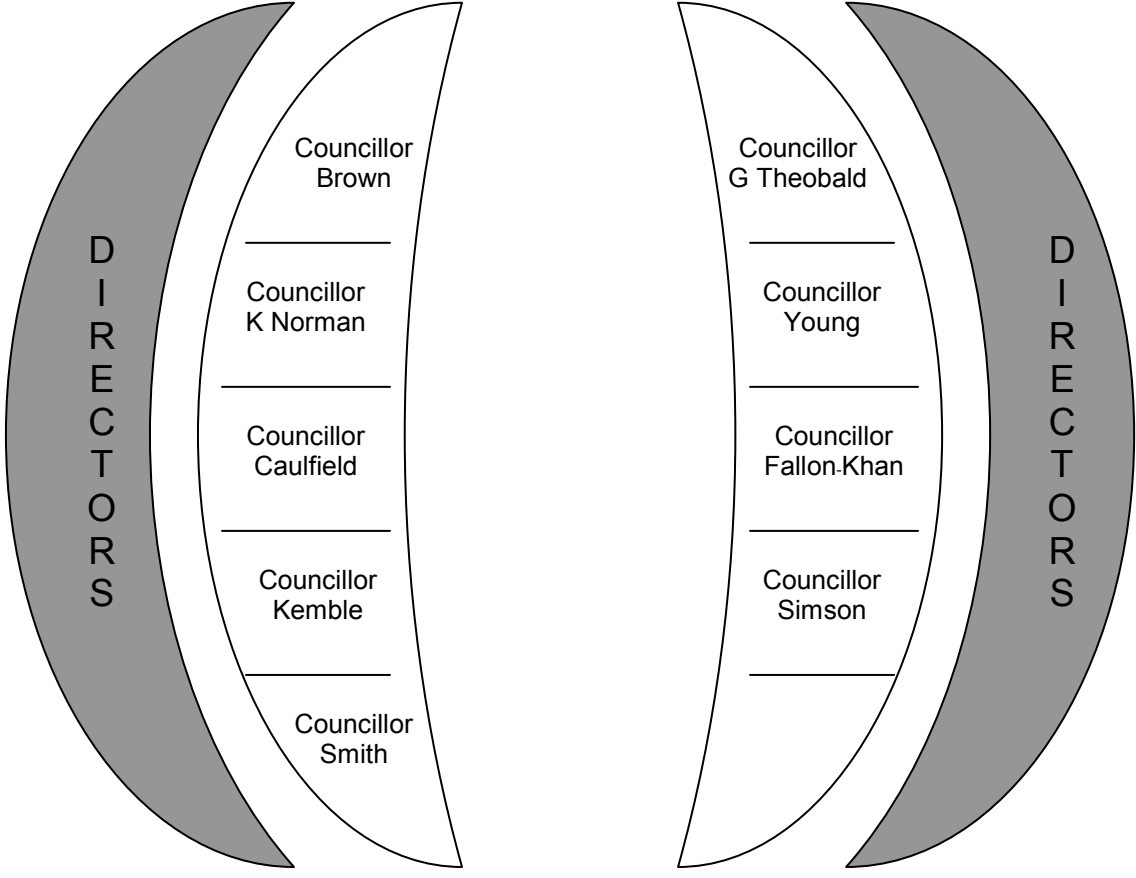 D
I
R
E
C
T
O
R
S
Councillor
Brown
Councillor
K Norman
Councillor
Caulfield
Councillor
Kemble
Councillor
Smith
Councillor
G Theobald
Councillor
Young
Councillor
Fallon-Khan
Councillor
Simson
D
I
R
E
C
T
O
R
S